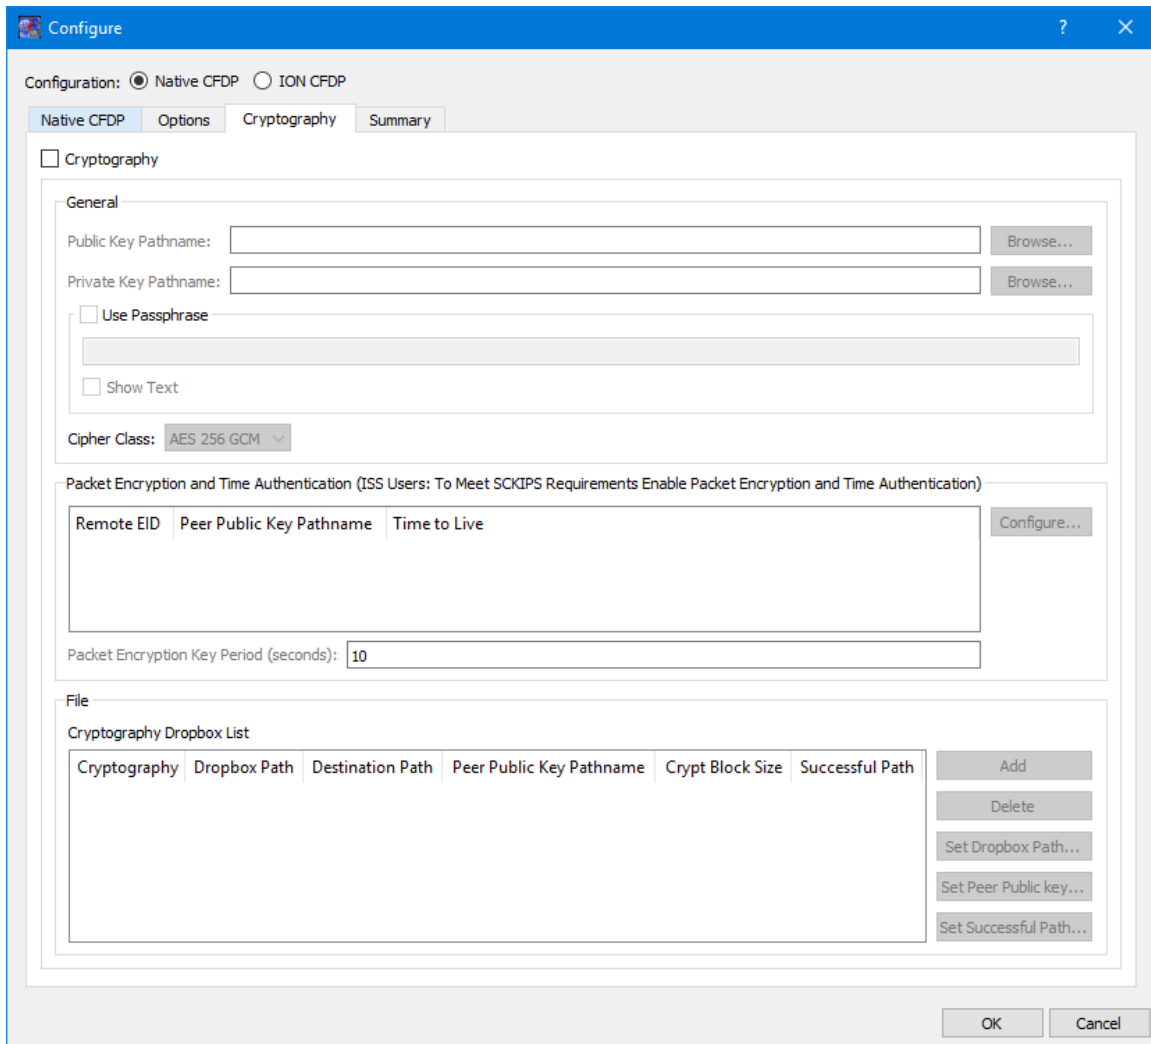 Configure ?
Configuration: Native CFDP ION CFDP
Native CFDP Options Cryptography Summary
Cryptography
General
Public Key Pathname: Browse...
Private Key Pathname: Browse...
Use Passphrase
Show Text
Cipher Class: AES 256 GCM
Packet Encryption and Time Authentication (ISS Users: To Meet SCKIPS Requirements Enable Packet Encryption and Time Authentication)
Remote EID Peer Public Key Pathname Time to Live Configure...
Packet Encryption Key Period (seconds): 10
File
Cryptography Dropbox List
Cryptography Dropbox Path Destination Path Peer Public Key Pathname Crypt Block Size Successful Path Add
Delete
Set Dropbox Path...
Set Peer Public key...
Set Successful Path...
OK Cancel